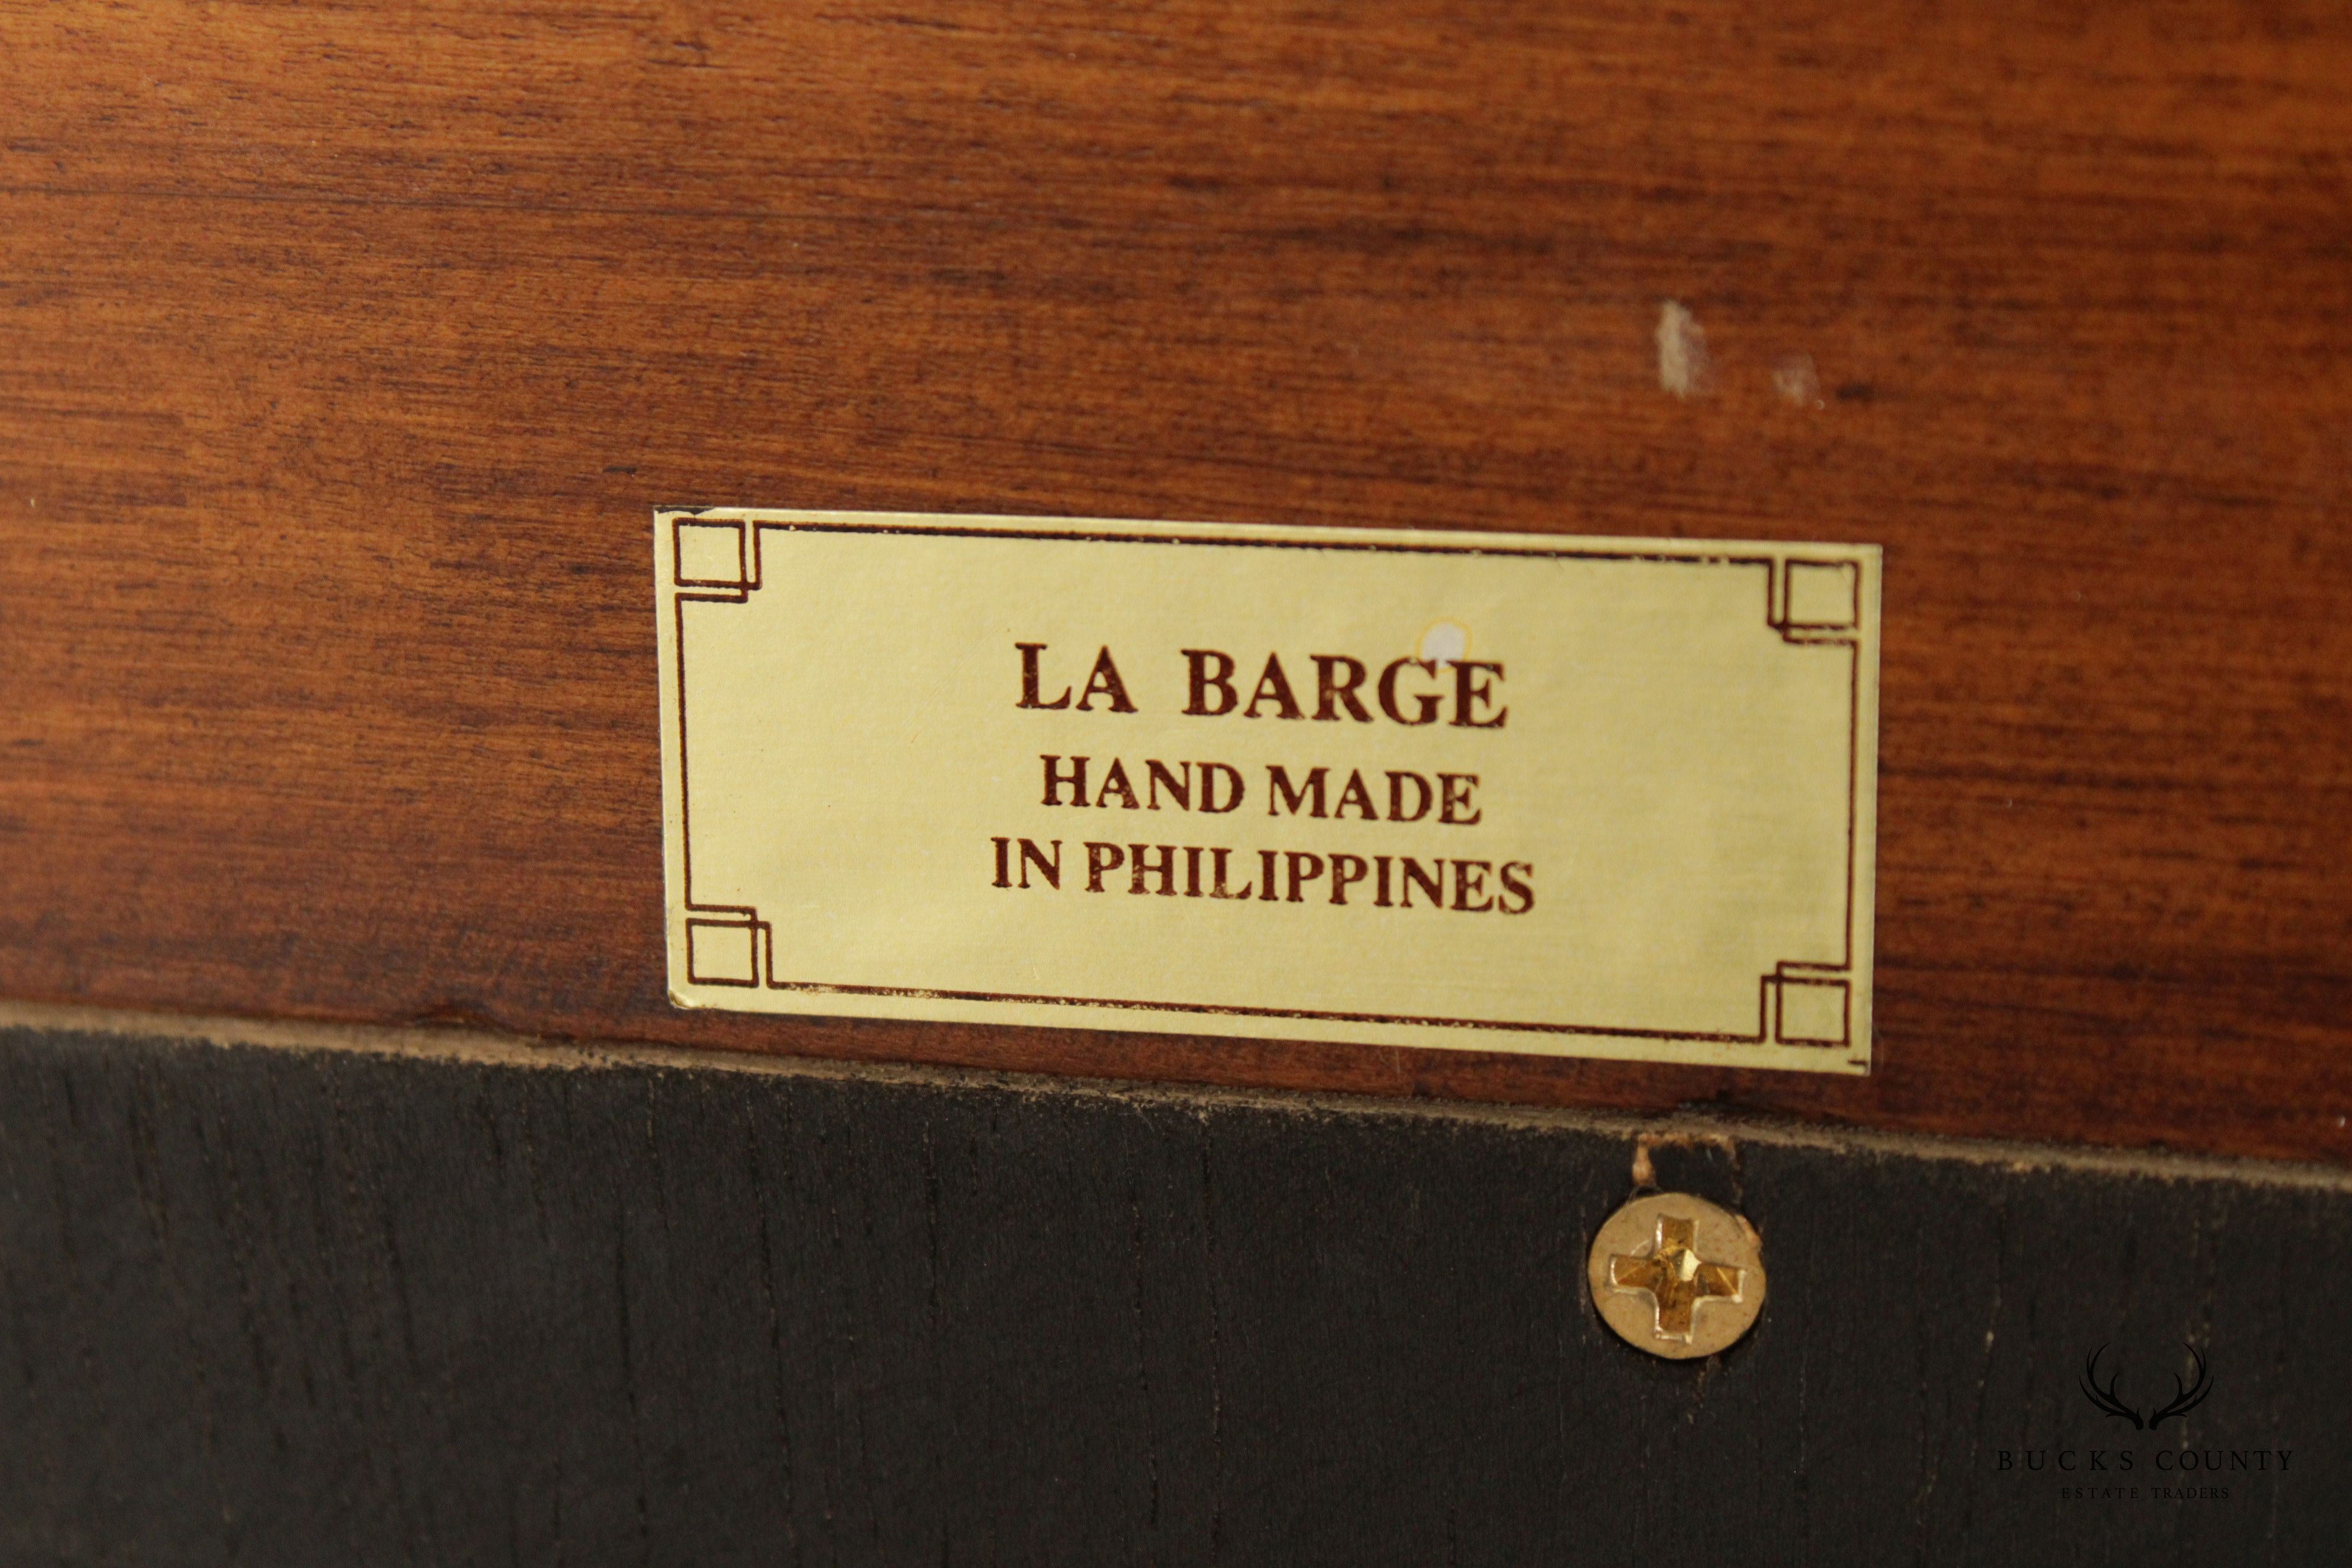 LA BARGE
HAND MADE
IN PHILIPPINES
BUCKS COUNTY
ESTATE TRADERS